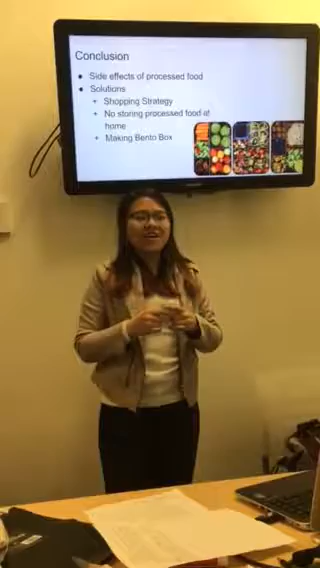 Conclusion
● Side effects of processed food
● Solutions
+ Shopping Strategy
+ No storing processed food at
home
+ Making Bento Box